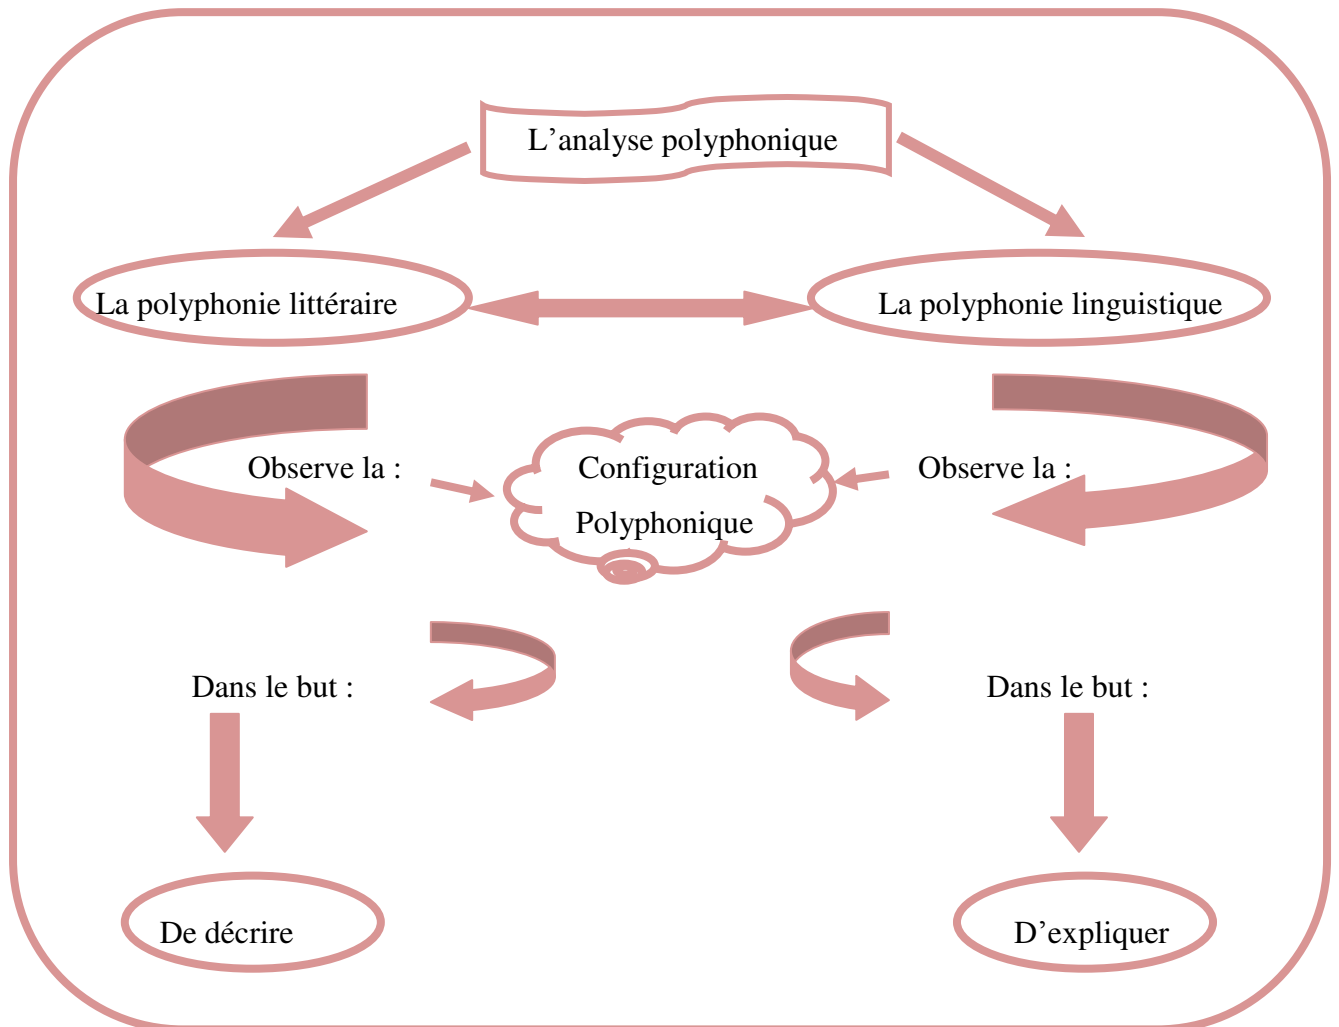 L’analyse polyphonique
La polyphonie littéraire
La polyphonie linguistique
Observe la :
Configuration
Polyphonique
Observe la :
Dans le but :
Dans le but :
De décrire
D’expliquer